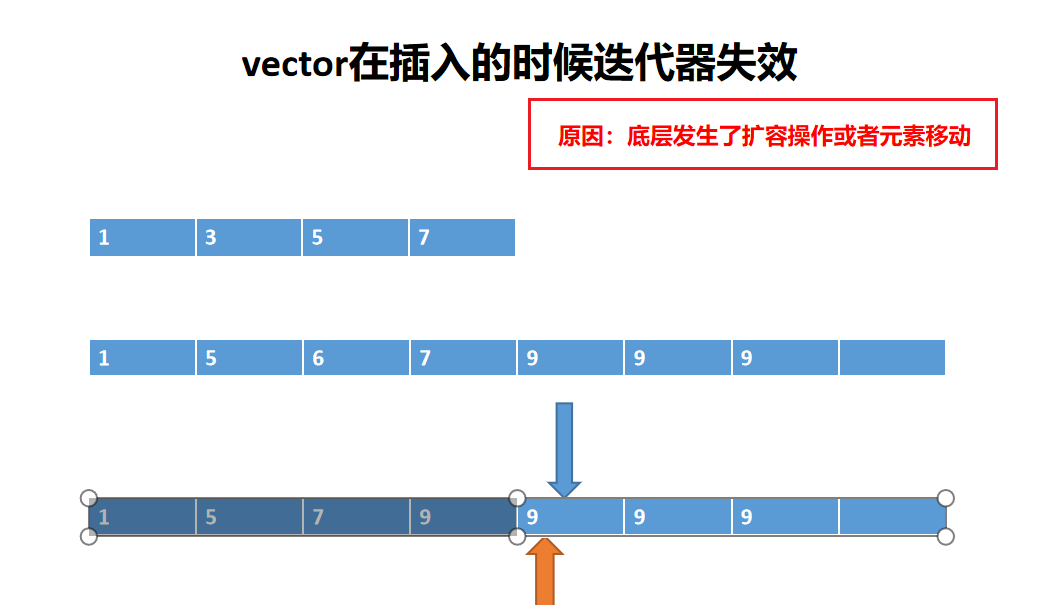 vector在插入的时候迭代器失效
原因：底层发生了扩容操作或者元素移动
1 3 5 7
1 5 6 7 9 9 9
1 5 7 9 9 9 9